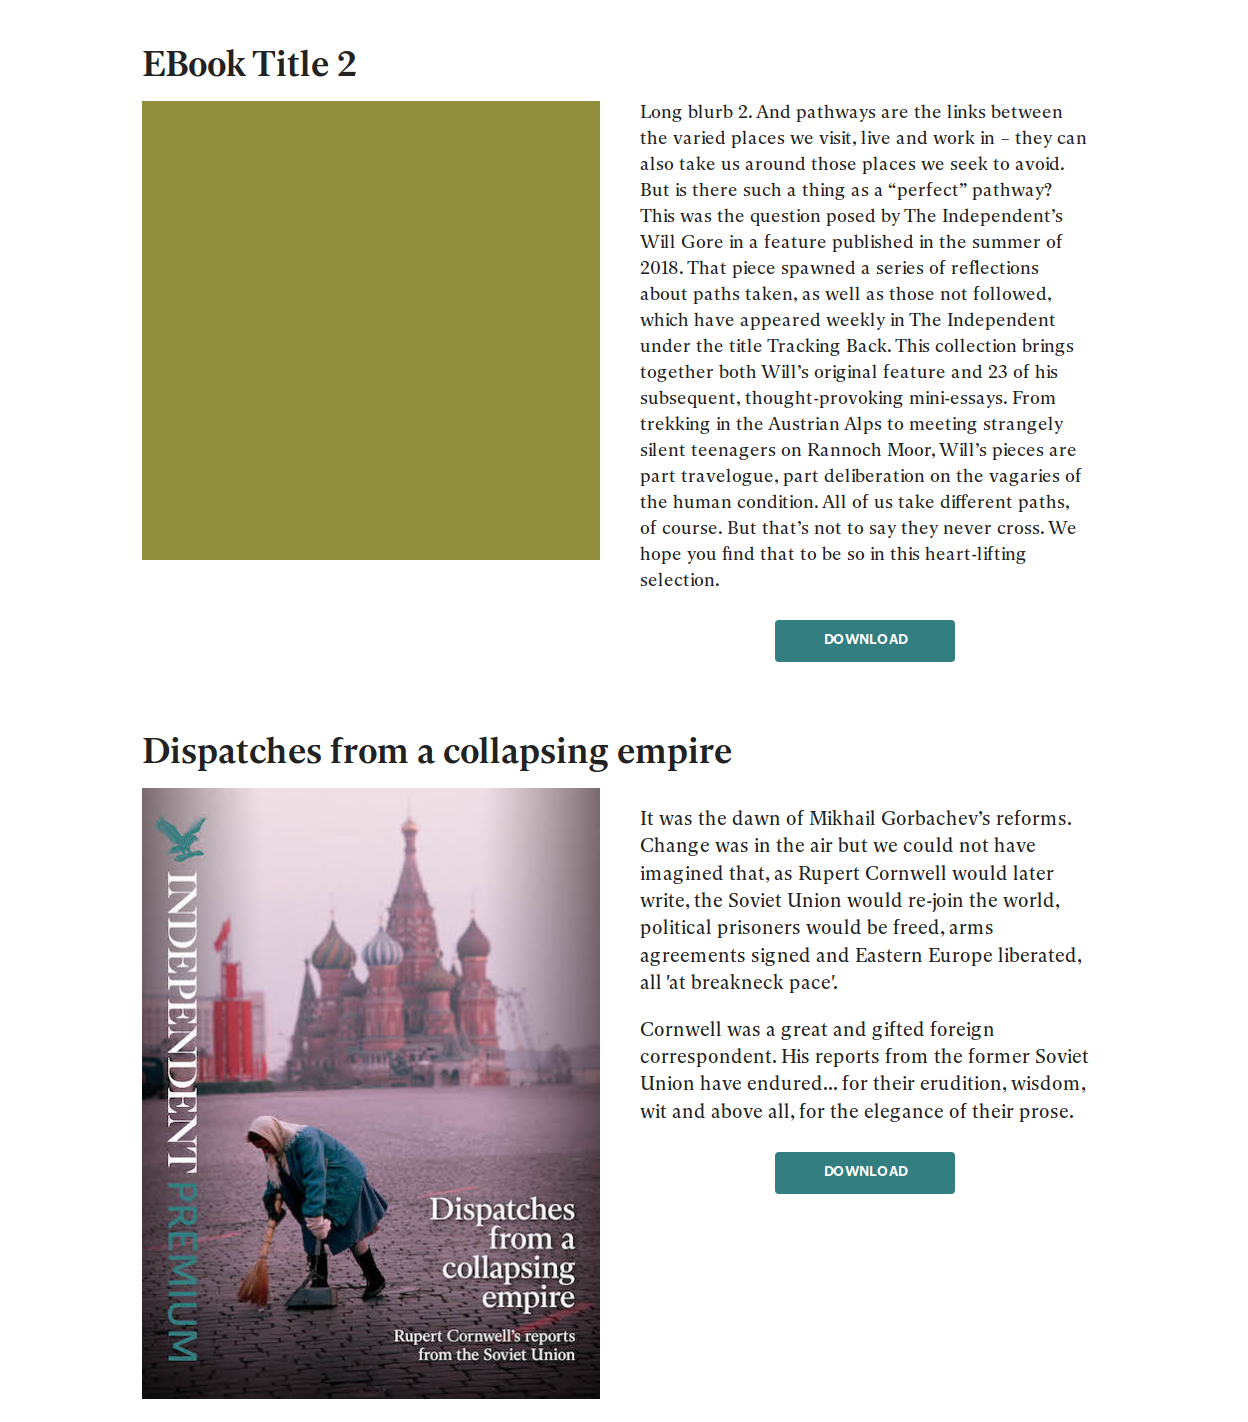 EBook Title 2
Long blurb 2. And pathways are the links between
the varied places we visit, live and work in – they can
also take us around those places we seek to avoid.
But is there such a thing as a “perfect” pathway?
This was the question posed by The Independent’s
Will Gore in a feature published in the summer of
2018. That piece spawned a series of reflections
about paths taken, as well as those not followed,
which have appeared weekly in The Independent
under the title Tracking Back. This collection brings
together both Will’s original feature and 23 of his
subsequent, thought-provoking mini-essays. From
trekking in the Austrian Alps to meeting strangely
silent teenagers on Rannoch Moor, Will’s pieces are
part travelogue, part deliberation on the vagaries of
the human condition. All of us take different paths,
of course. But that’s not to say they never cross. We
hope you find that to be so in this heart-lifting
selection.
DOWNLOAD
Dispatches from a collapsing empire
INDEPENDENT PREMIUM
Dispatches
from a
collapsing
empire
Rupert Cornwell’s reports
from the Soviet Union
It was the dawn of Mikhail Gorbachev’s reforms.
Change was in the air but we could not have
imagined that, as Rupert Cornwell would later
write, the Soviet Union would re-join the world,
political prisoners would be freed, arms
agreements signed and Eastern Europe liberated,
all 'at breakneck pace'.
Cornwell was a great and gifted foreign
correspondent. His reports from the former Soviet
Union have endured... for their erudition, wisdom,
wit and above all, for the elegance of their prose.
DOWNLOAD